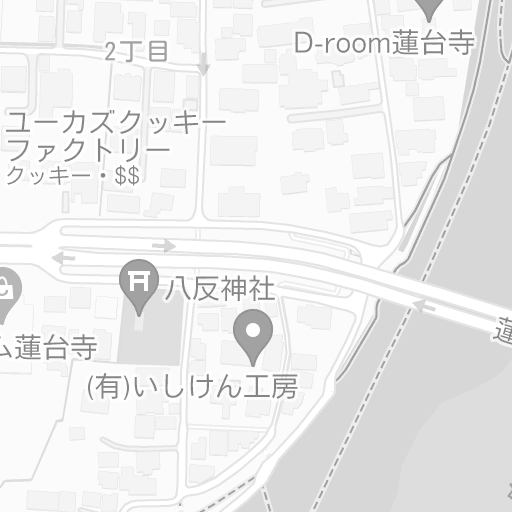 D-room蓮台寺
2丁目
ユーカズクッキー
ファクトリー
クッキー・$$
八反神社
ム蓮台寺
(有)いしけん工房
蓮